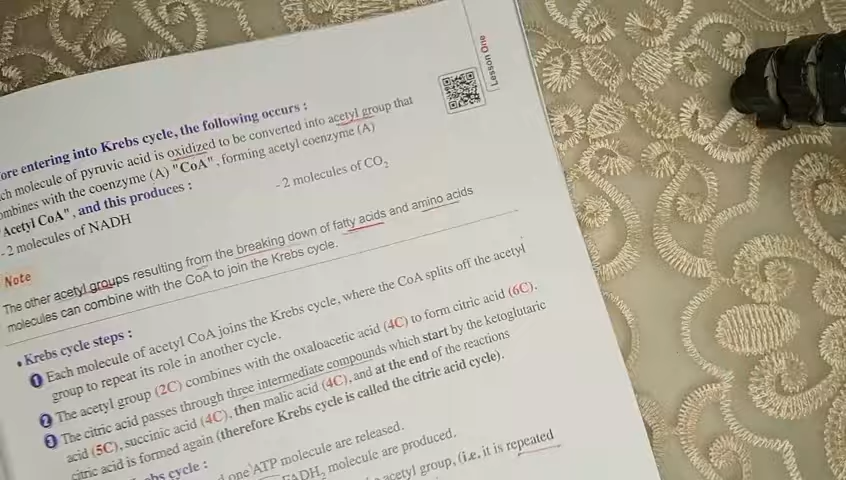 Lesson One
ore entering into Krebs cycle, the following occurs :
ch molecule of pyruvic acid is oxidized to be converted into acetyl group that
ombines with the coenzyme (A) "CoA", forming acetyl coenzyme (A)
"Acetyl CoA", and this produces :
- 2 molecules of NADH
- 2 molecules of CO₂
Note
The other acetyl groups resulting from the breaking down of fatty acids and amino acids
molecules can combine with the CoA to join the Krebs cycle.
• Krebs cycle steps :
1 Each molecule of acetyl CoA joins the Krebs cycle, where the CoA splits off the acetyl
group to repeat its role in another cycle.
2 The acetyl group (2C) combines with the oxaloacetic acid (4C) to form citric acid (6C).
3 The citric acid passes through three intermediate compounds which start by the ketoglutaric
acid (5C), succinic acid (4C), then malic acid (4C), and at the end of the reactions
citric acid is formed again (therefore Krebs cycle is called the citric acid cycle).
ebs cycle :
d one ATP molecule are released.
FADH₂ molecule are produced.
acetyl group, (i.e. it is repeated